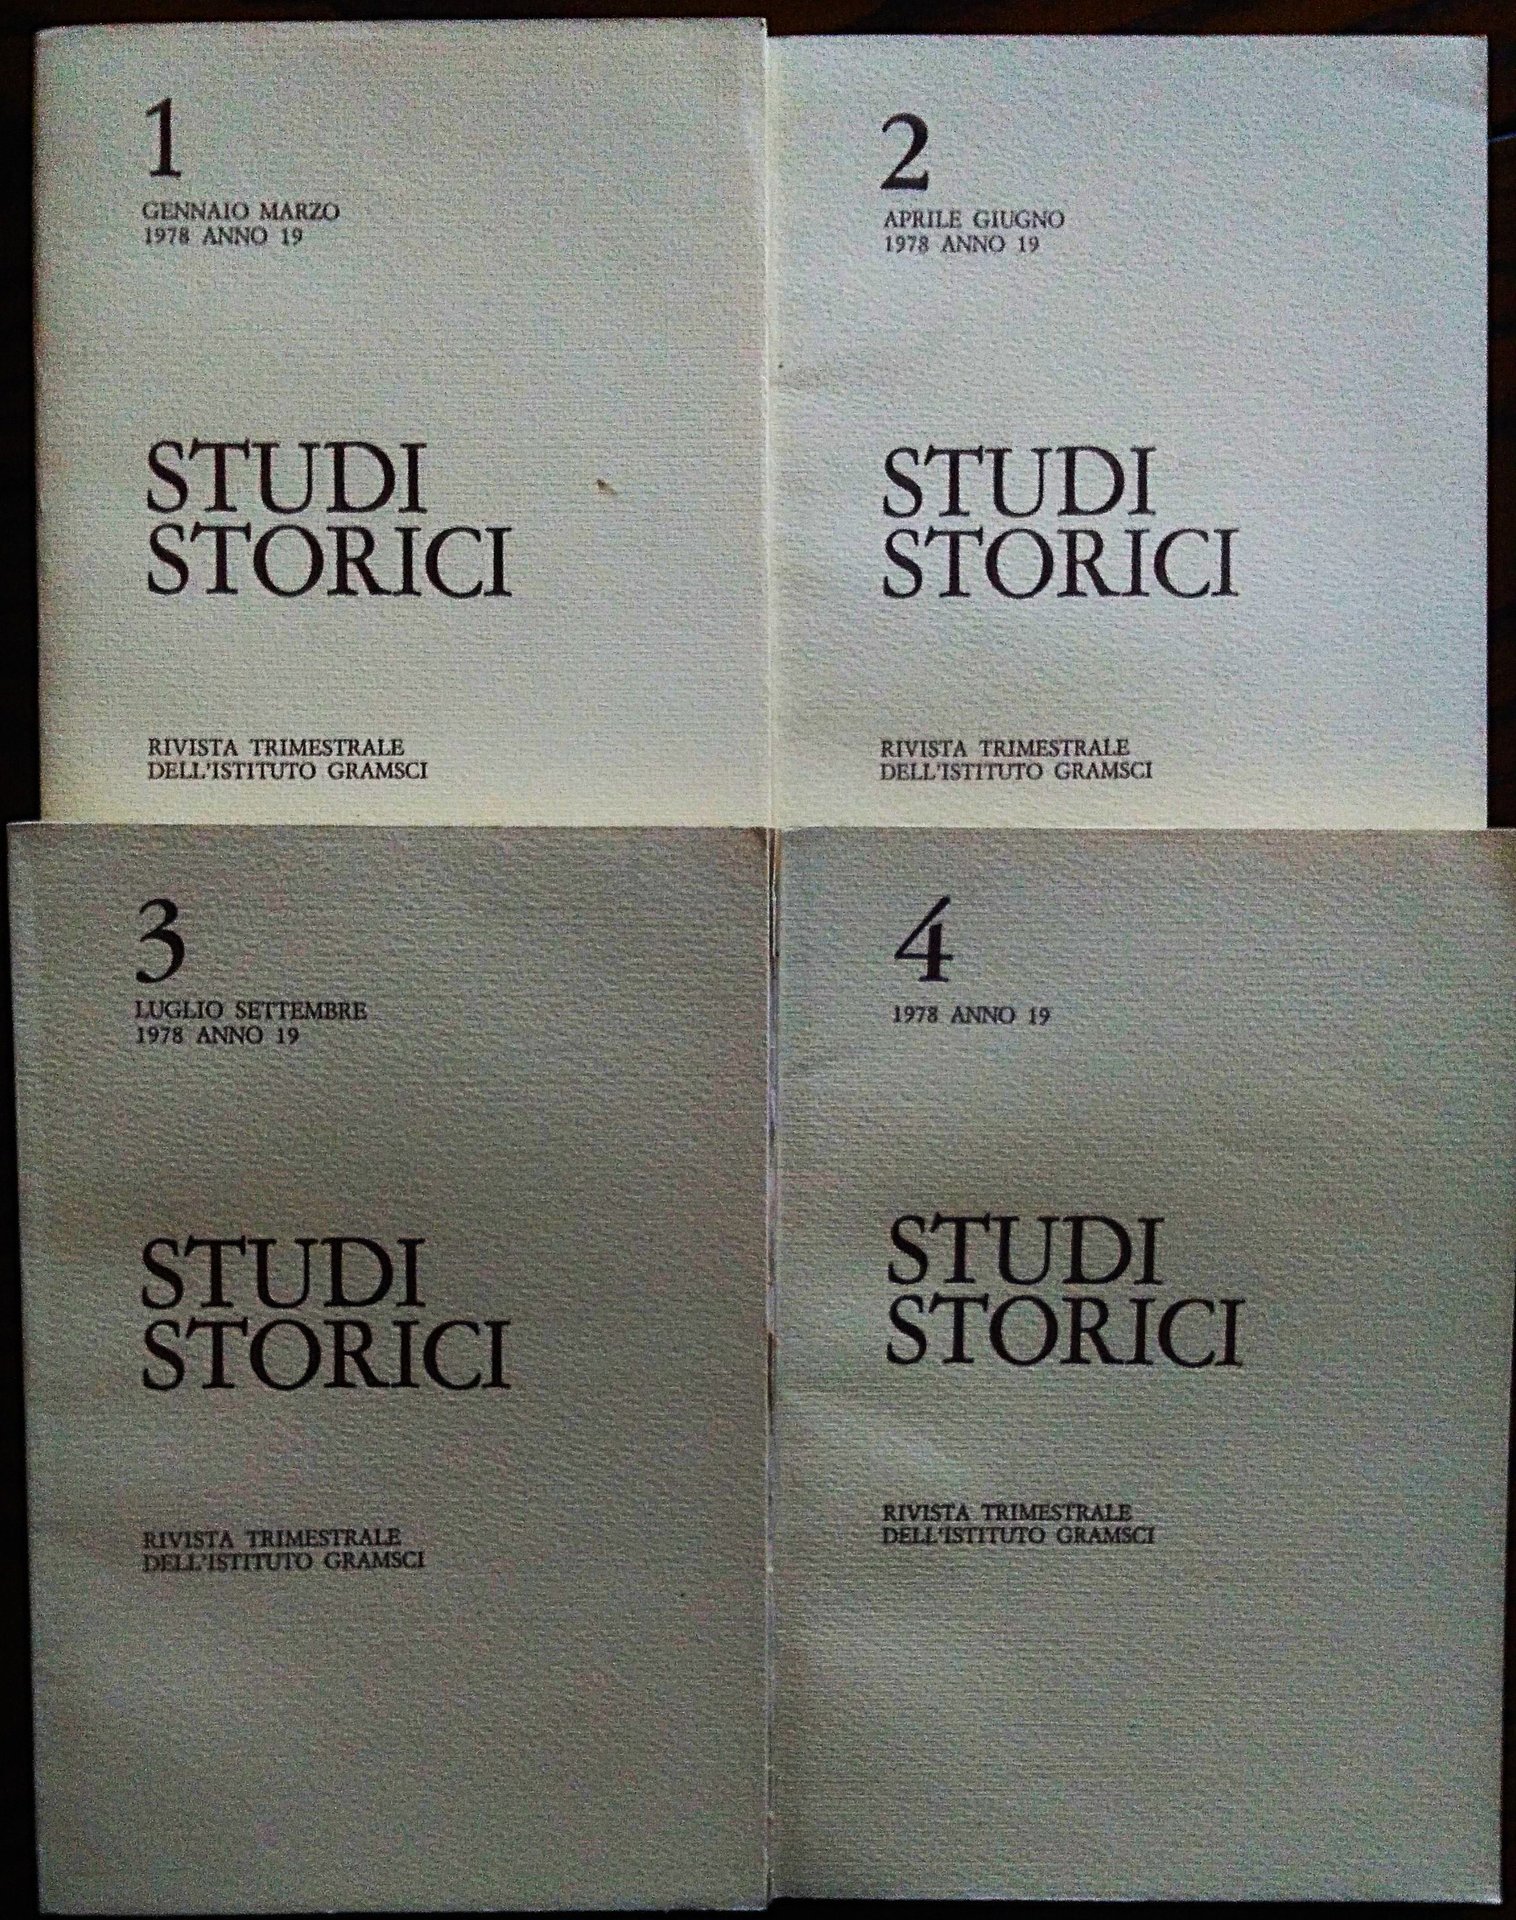 1
GENNAIO MARZO
1978 ANNO 19
STUDI
STORICI
RIVISTA TRIMESTRALE
DELL'ISTITUTO GRAMSCI
2
APRILE GIUGNO
1978 ANNO 19
STUDI
STORICI
RIVISTA TRIMESTRALE
DELL'ISTITUTO GRAMSCI
3
LUGLIO SETTEMBRE
1978 ANNO 19
STUDI
STORICI
RIVISTA TRIMESTRALE
DELL'ISTITUTO GRAMSCI
4
1978 ANNO 19
STUDI
STORICI
RIVISTA TRIMESTRALE
DELL'ISTITUTO GRAMSCI